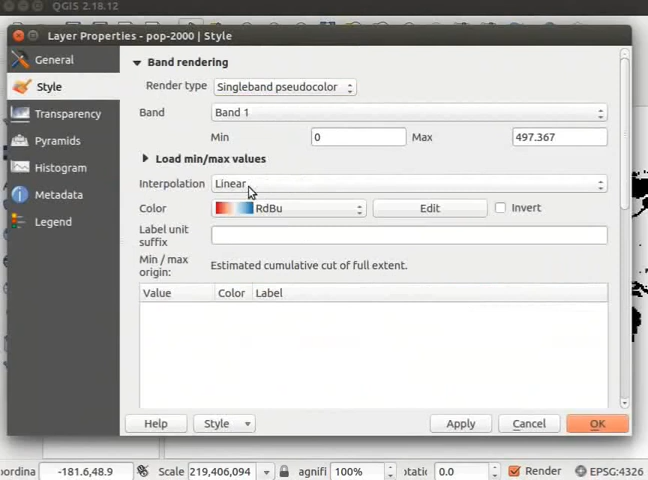 QGIS 2.18.12
Layer Properties - pop-2000 | Style
General
Style
Transparency
Pyramids
Histogram
Metadata
Legend
Band rendering
Render type Singleband pseudocolor
Band Band 1
Min 0 Max 497.367
Load min/max values
Interpolation Linear
Color RdBu Edit Invert
Label unit
suffix
Min / max
origin: Estimated cumulative cut of full extent.
Value Color Label
Help Style Apply Cancel OK
oordina -181.6,48.9 Scale 219,406,094 agnifi 100% otatic 0.0 Render EPSG:4326